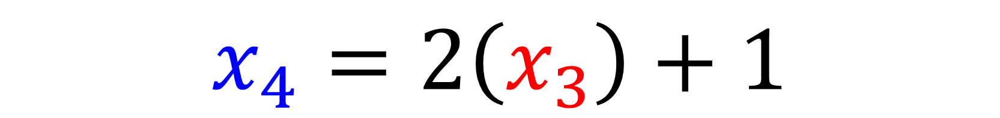 x₄ = 2(x₃) + 1